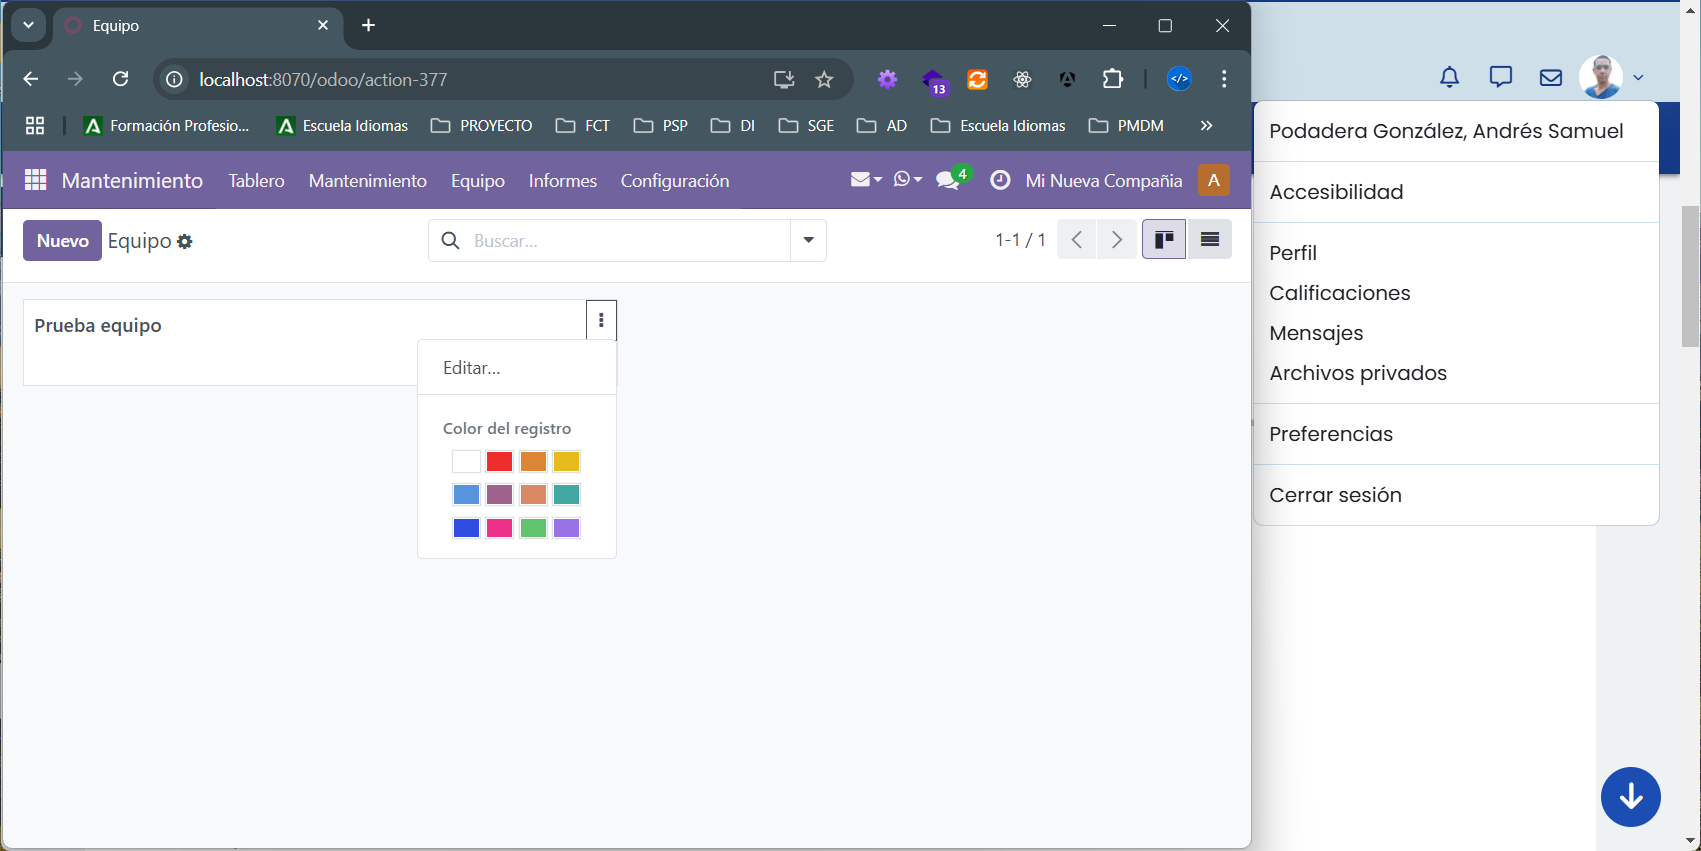 Equipo
localhost:8070/odoo/action-377
13
</>
Formación Profesio...
Escuela Idiomas
PROYECTO
FCT
PSP
DI
SGE
AD
Escuela Idiomas
PMDM
»
Mantenimiento
Tablero
Mantenimiento
Equipo
Informes
Configuración
4
Mi Nueva Compañia
A
Nuevo
Equipo
Buscar...
1-1 / 1
Prueba equipo
Editar...
Color del registro
Podadera González, Andrés Samuel
Accesibilidad
Perfil
Calificaciones
Mensajes
Archivos privados
Preferencias
Cerrar sesión